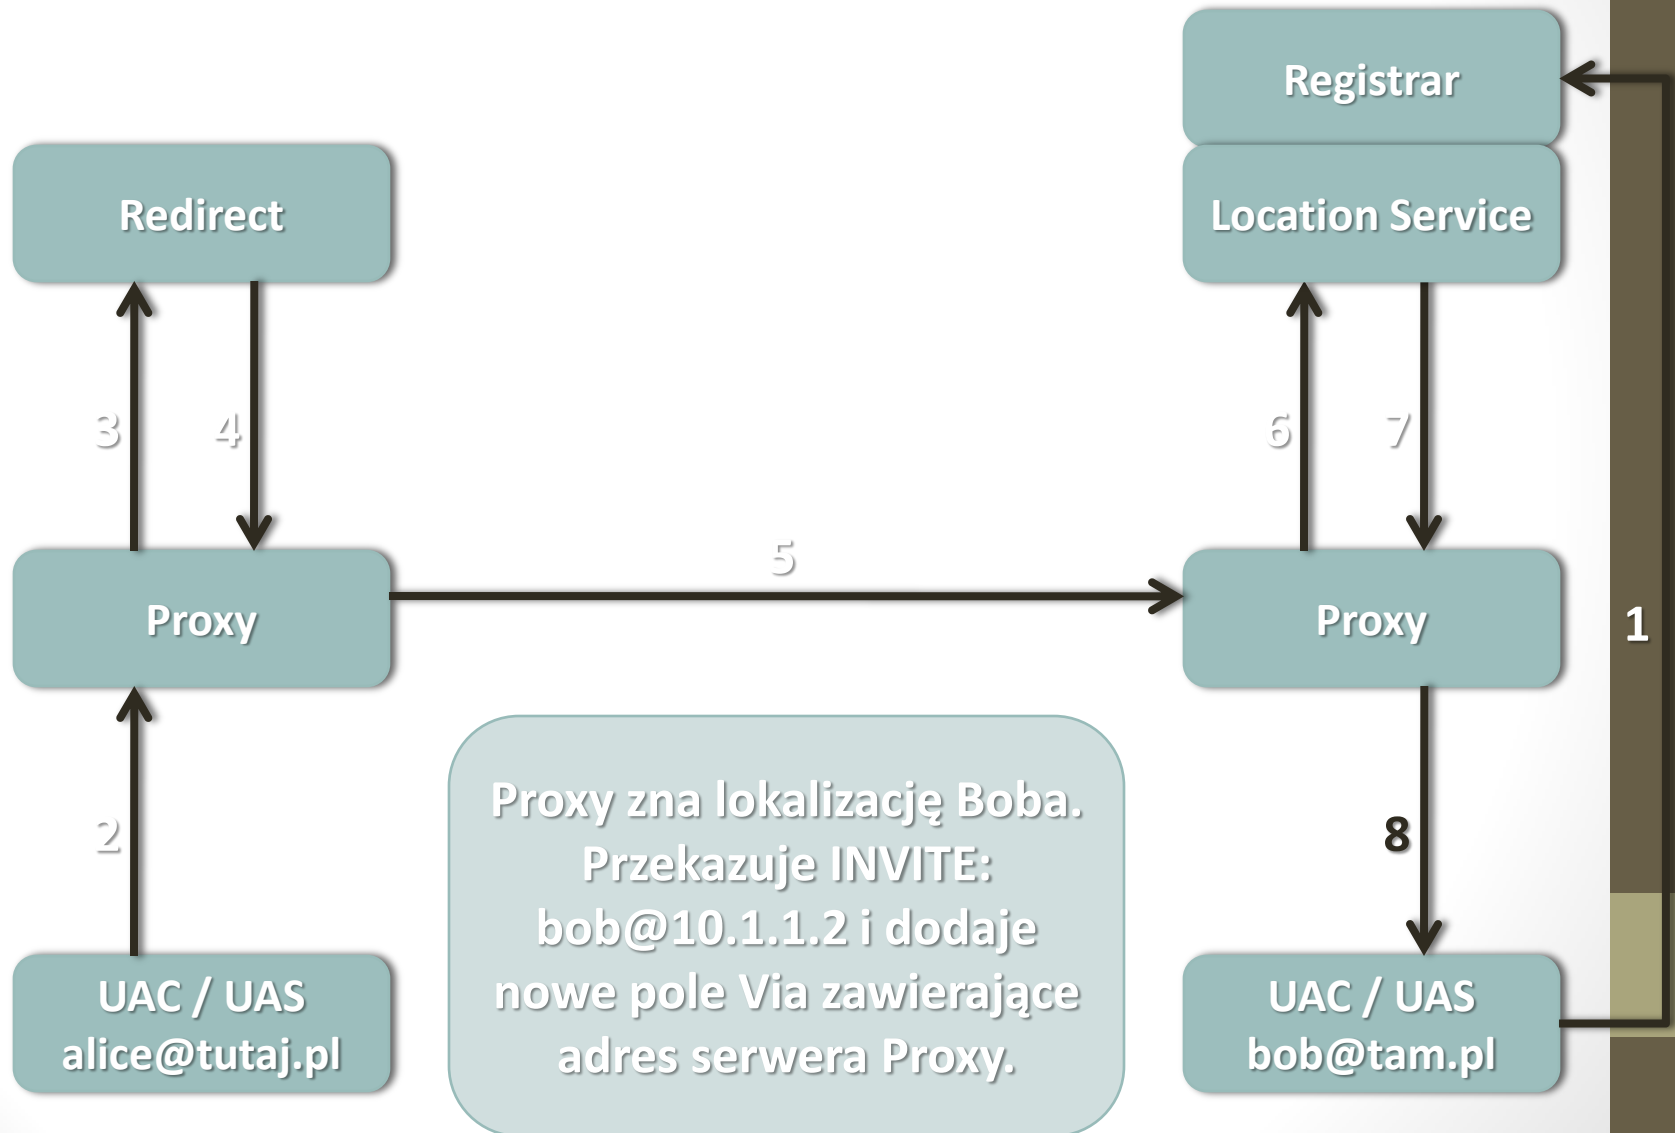 Registrar
Redirect
Location Service
3
4
6
7
5
Proxy
Proxy
1
2
Proxy zna lokalizację Boba.
Przekazuje INVITE:
bob@10.1.1.2 i dodaje
nowe pole Via zawierające
adres serwera Proxy.
8
UAC / UAS
alice@tutaj.pl
UAC / UAS
bob@tam.pl